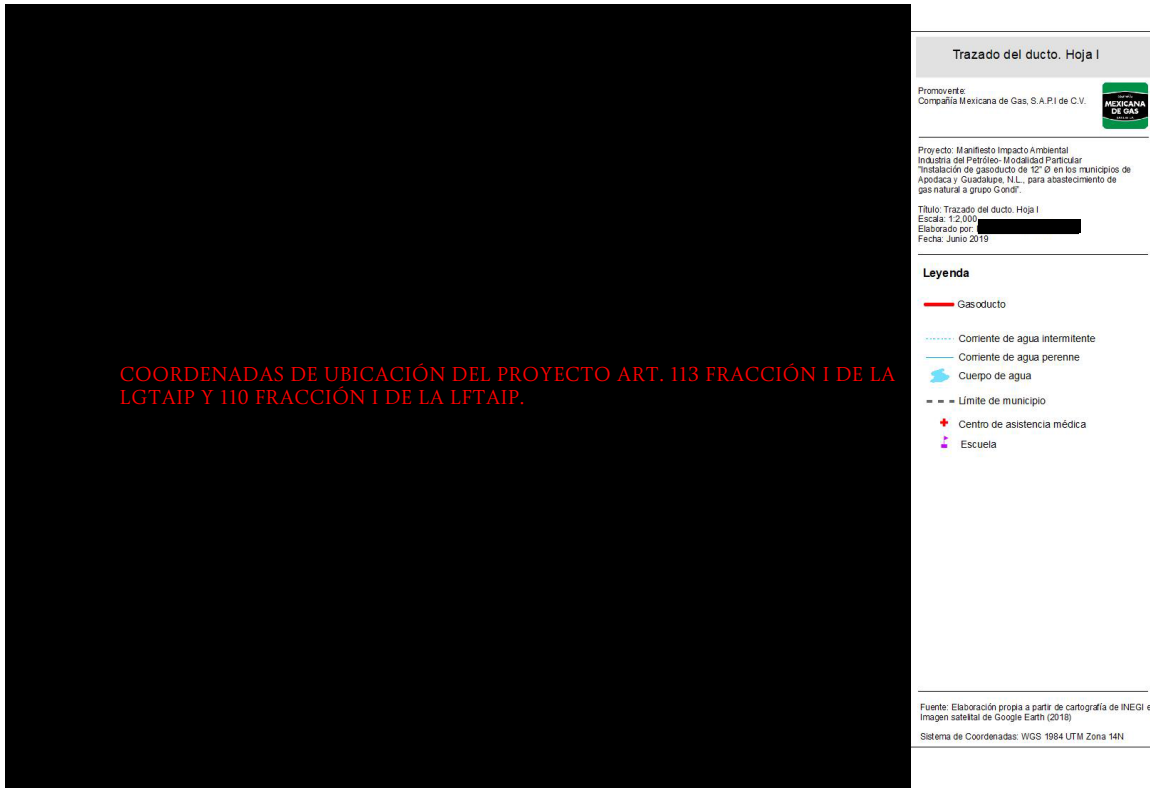 COORDENADAS DE UBICACIÓN DEL PROYECTO ART. 113 FRACCIÓN I DE LA
LGTAIP Y 110 FRACCIÓN I DE LA LFTAIP.
Trazado del ducto. Hoja I
Promovente:
Compañía Mexicana de Gas, S.A.P.I de C.V.
MEXICANA
DE GAS
Proyecto: Manifiesto Impacto Ambiental
Industria del Petróleo- Modalidad Particular
"Instalación de gasoducto de 12" Ø en los municipios de
Apodaca y Guadalupe, N.L., para abastecimiento de
gas natural a grupo Gondi".
Título: Trazado del ducto. Hoja I
Escala: 1:2,000
Elaborado por:
Fecha: Junio 2019
Leyenda
Gasoducto
Corriente de agua intermitente
Corriente de agua perenne
Cuerpo de agua
Límite de municipio
Centro de asistencia médica
Escuela
Fuente: Elaboración propia a partir de cartografía de INEGI e
Imagen satelital de Google Earth (2018)
Sistema de Coordenadas: WGS 1984 UTM Zona 14N